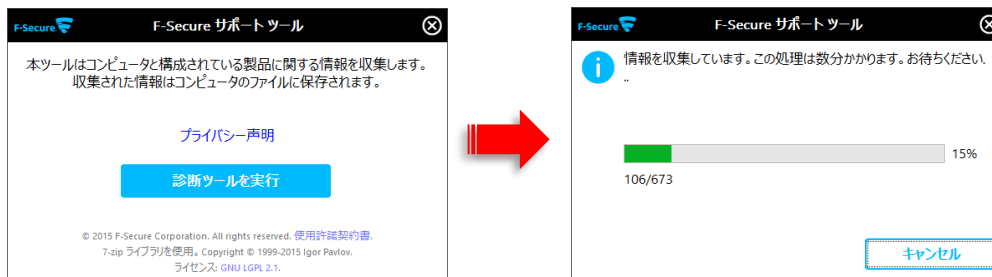 F-Secure
F-Secure サポート ツール
本ツールはコンピュータと構成されている製品に関する情報を収集します。
収集された情報はコンピュータのファイルに保存されます。
プライバシー声明
診断ツールを実行
© 2015 F-Secure Corporation. All rights reserved. 使用許諾契約書.
7-zip ライブラリを使用。Copyright © 1999-2015 Igor Pavlov.
ライセンス: GNU LGPL 2.1.
F-Secure
F-Secure サポート ツール
情報を収集しています。この処理は数分かかります。お待ちください.
..
15%
106/673
キャンセル